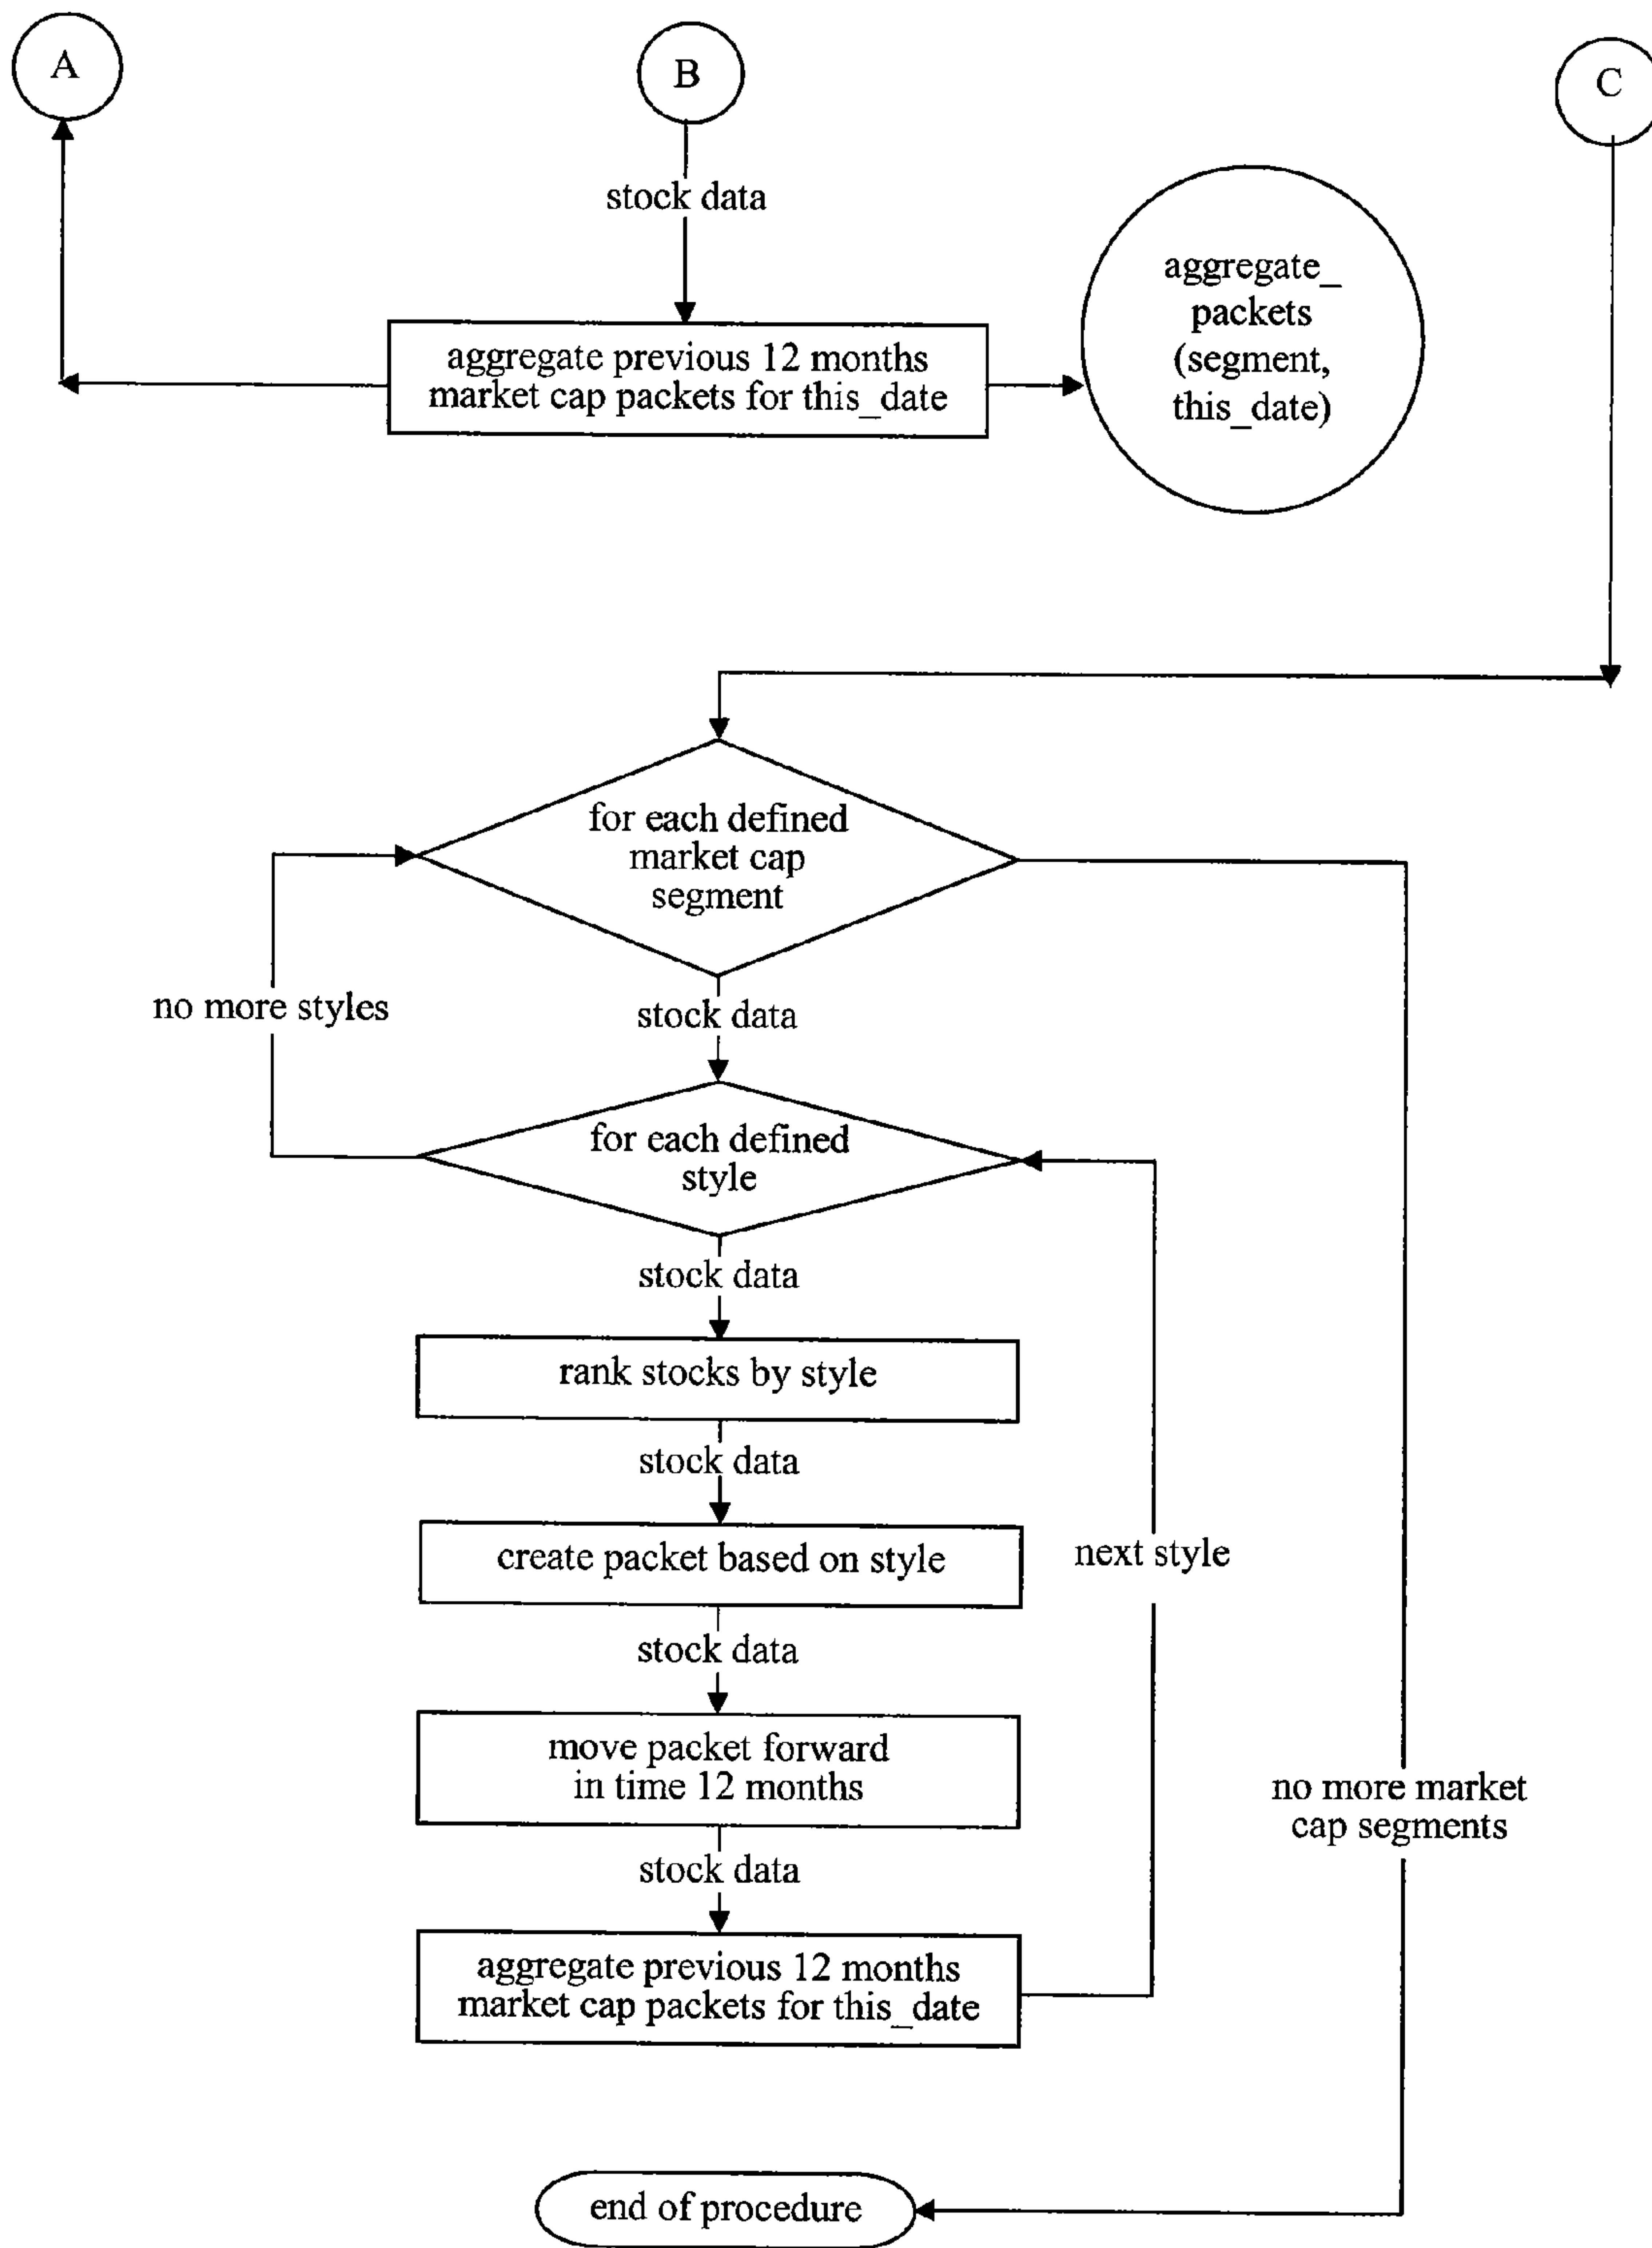 A
B
C
stock data
aggregate_
packets
(segment,
this_date)
aggregate previous 12 months
market cap packets for this_date
for each defined
market cap
segment
no more styles
stock data
for each defined
style
stock data
rank stocks by style
stock data
create packet based on style
next style
stock data
move packet forward
in time 12 months
no more market
cap segments
stock data
aggregate previous 12 months
market cap packets for this_date
end of procedure